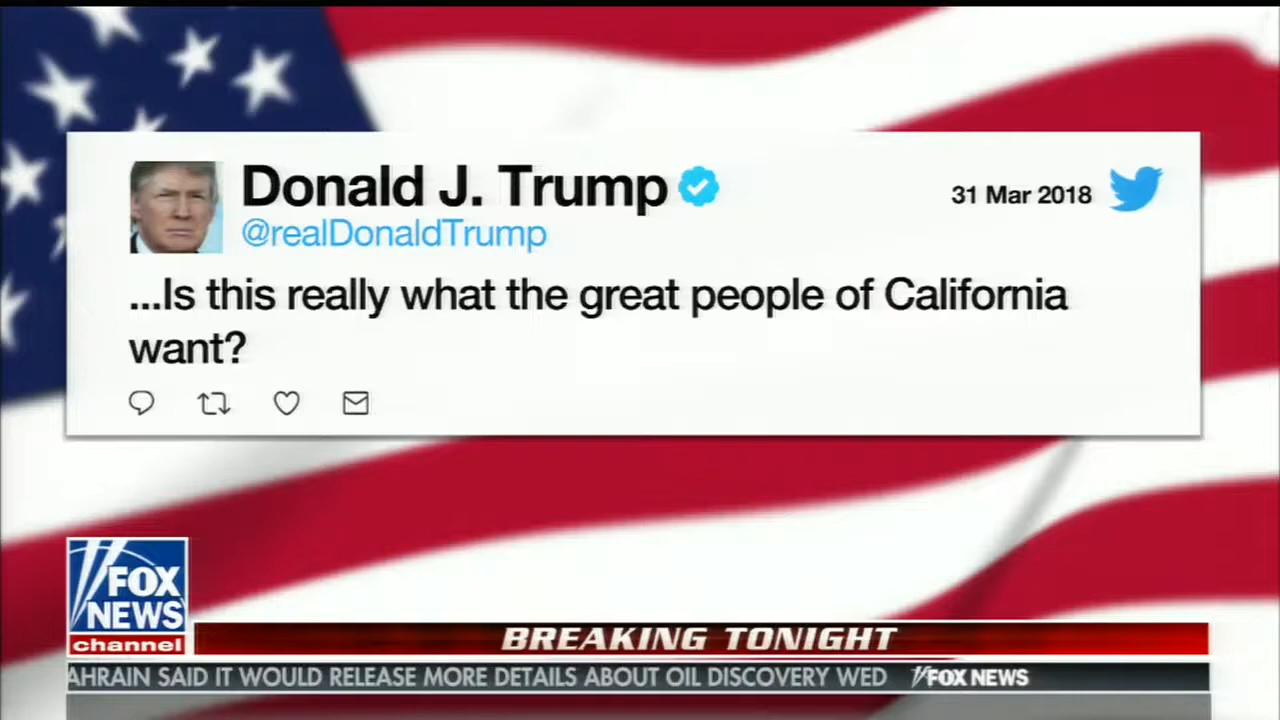 Donald J. Trump
31 Mar 2018
@realDonaldTrump
...Is this really what the great people of California
want?
FOX
NEWS
channel
BREAKING TONIGHT
AHRAIN SAID IT WOULD RELEASE MORE DETAILS ABOUT OIL DISCOVERY WED FOX NEWS